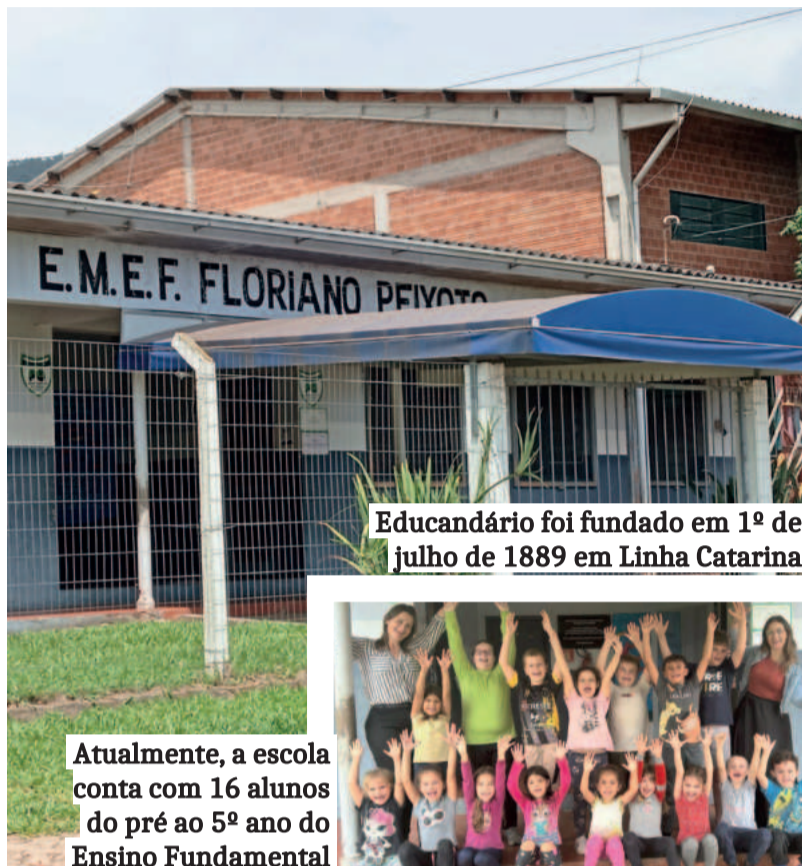 E.M.E.F. FLORIANO PEIXOTO
Educandário foi fundado em 1º de
julho de 1889 em Linha Catarina
Atualmente, a escola
conta com 16 alunos
do pré ao 5º ano do
Ensino Fundamental